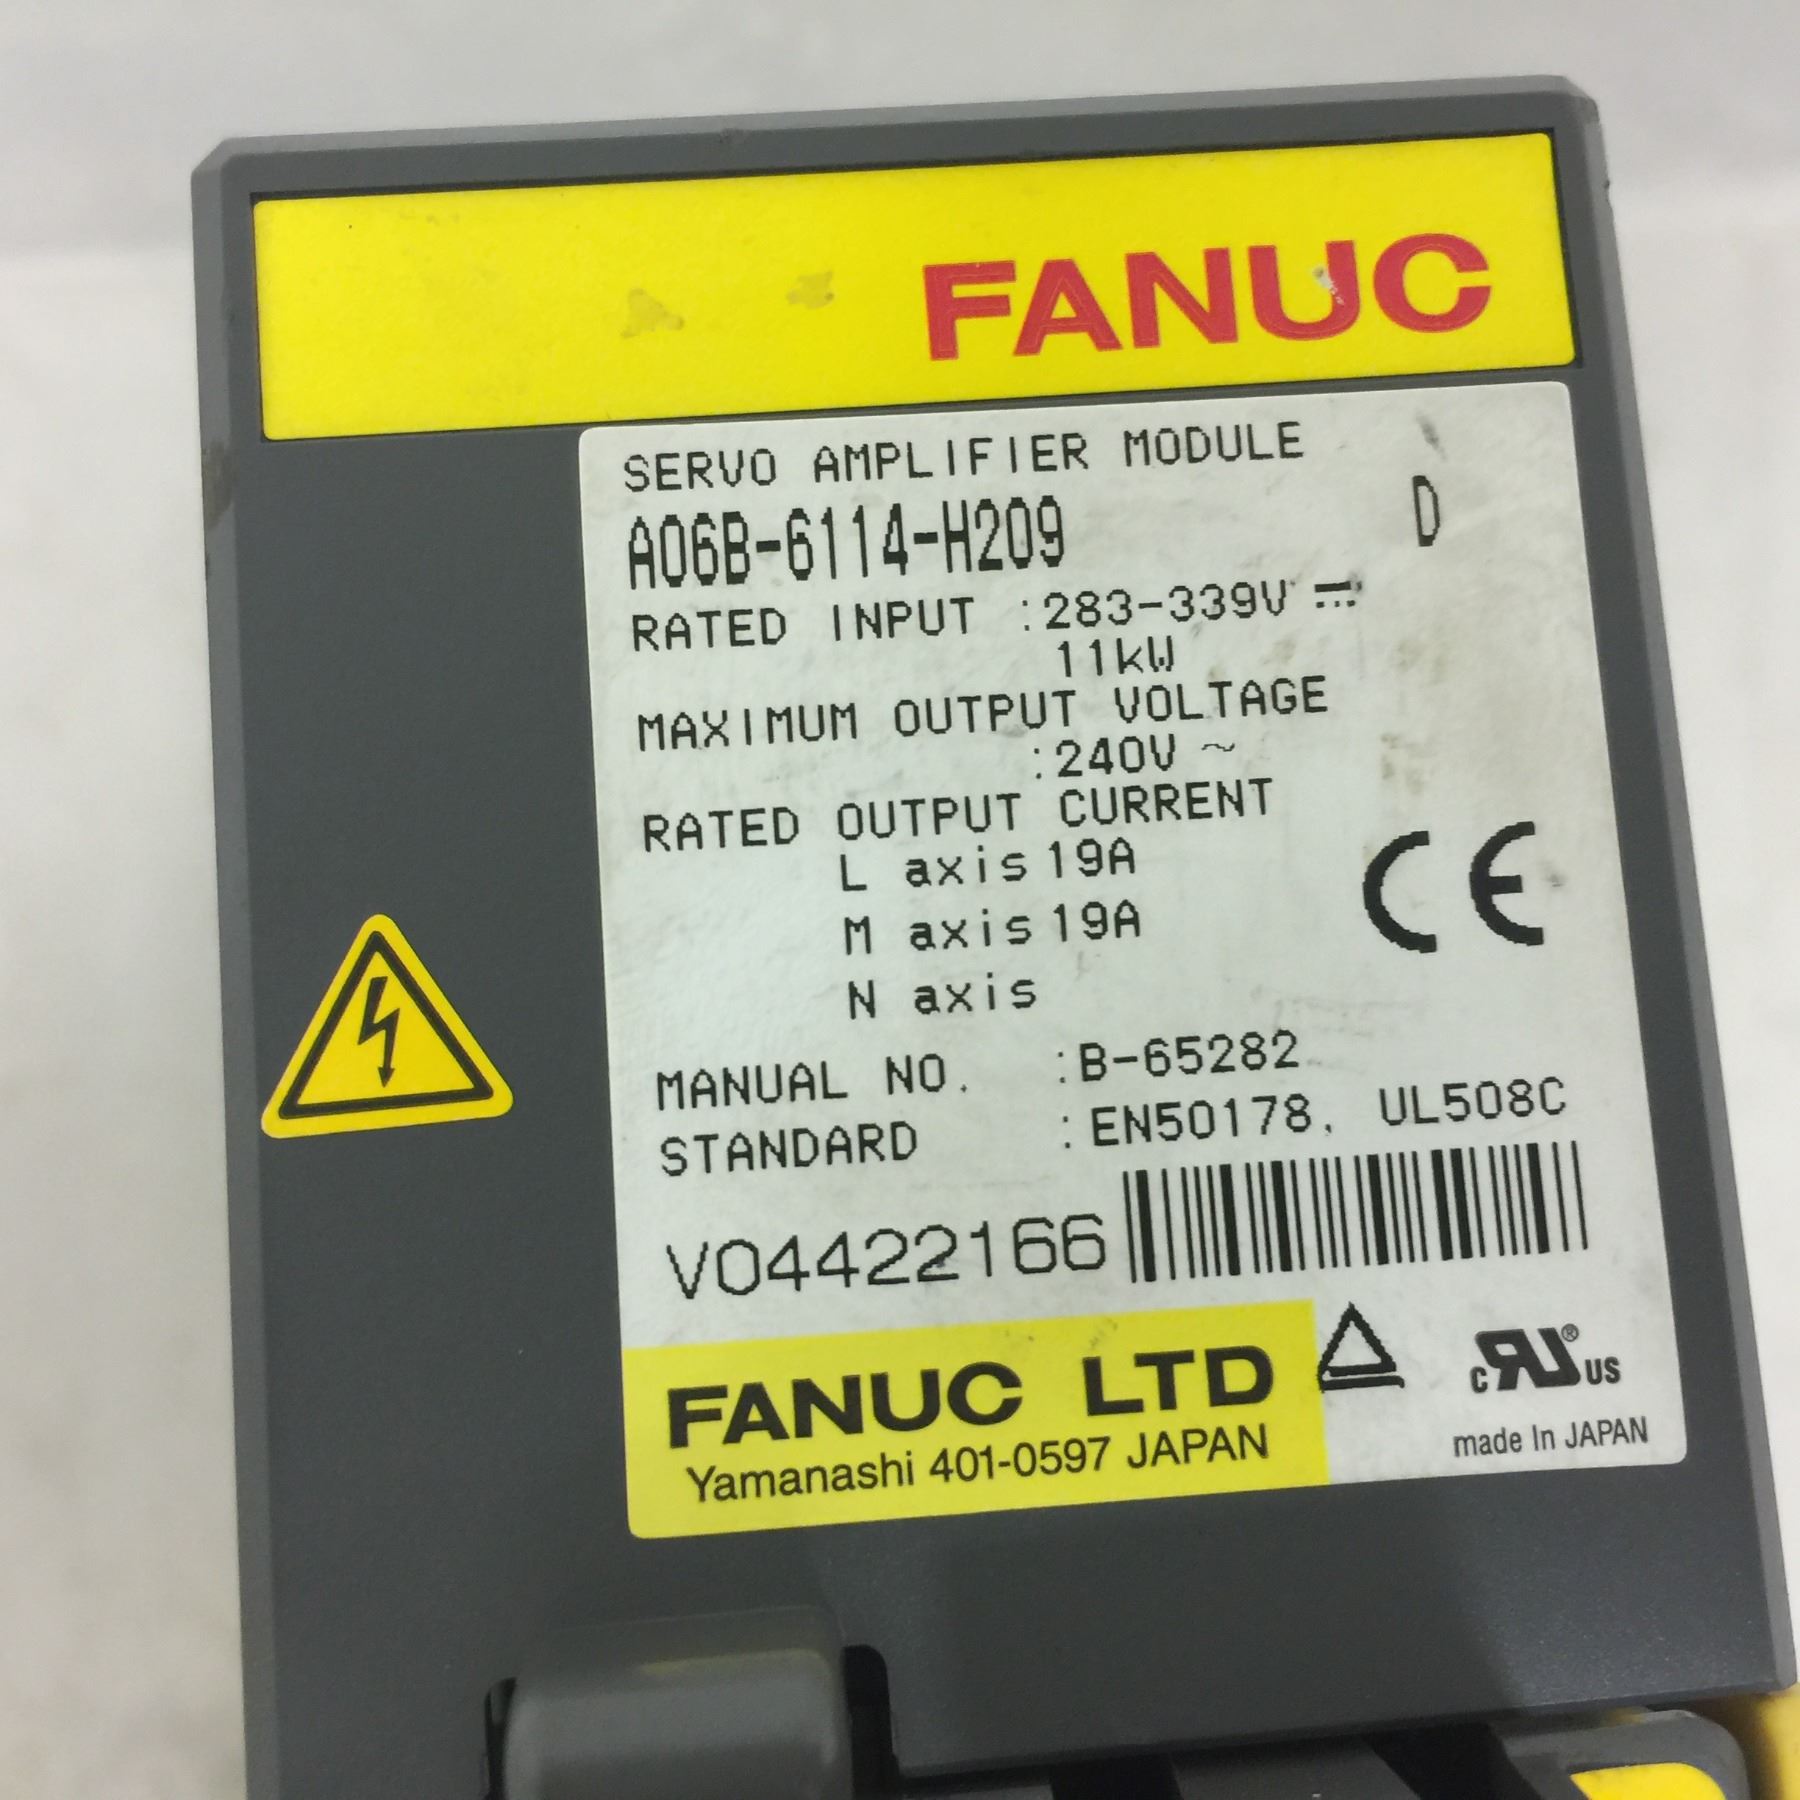 FANUC
SERVO AMPLIFIER MODULE
A06B-6114-H209 D
RATED INPUT :283-339V ⎓
11kW
MAXIMUM OUTPUT VOLTAGE
:240V ~
RATED OUTPUT CURRENT
L axis 19A
M axis 19A
N axis
CE
MANUAL NO. :B-65282
STANDARD :EN50178, UL508C
V04422166
FANUC LTD
Yamanashi 401-0597 JAPAN
c RU® US
made In JAPAN